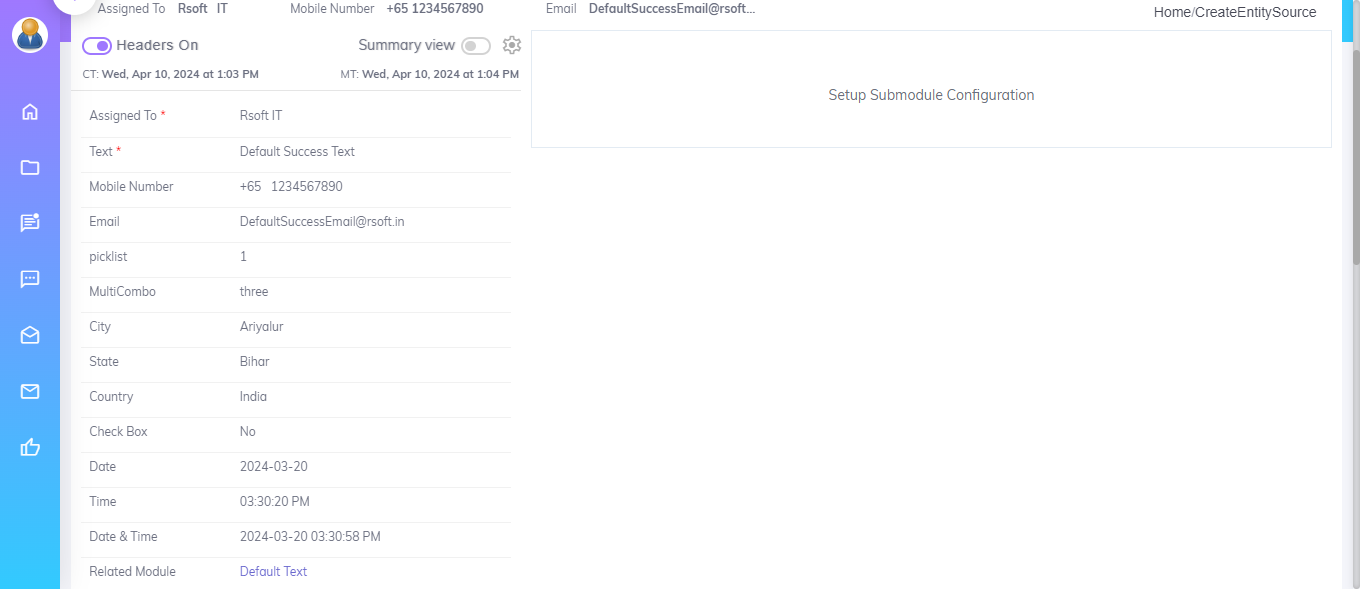 Assigned To Rsoft IT Mobile Number +65 1234567890 Email DefaultSuccessEmail@rsoft...
Home/CreateEntitySource
Headers On Summary view
CT: Wed, Apr 10, 2024 at 1:03 PM MT: Wed, Apr 10, 2024 at 1:04 PM
Setup Submodule Configuration
Assigned To * Rsoft IT
Text * Default Success Text
Mobile Number +65 1234567890
Email DefaultSuccessEmail@rsoft.in
picklist 1
MultiCombo three
City Ariyalur
State Bihar
Country India
Check Box No
Date 2024-03-20
Time 03:30:20 PM
Date & Time 2024-03-20 03:30:58 PM
Related Module Default Text